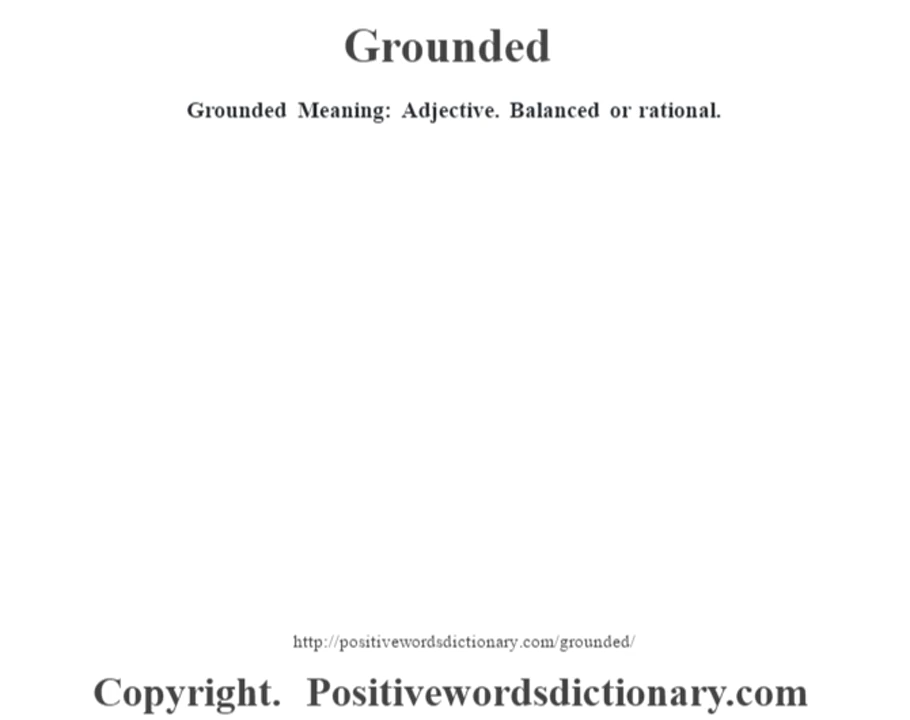 Grounded
Grounded Meaning: Adjective. Balanced or rational.
http://positivewordsdictionary.com/grounded/
Copyright. Positivewordsdictionary.com